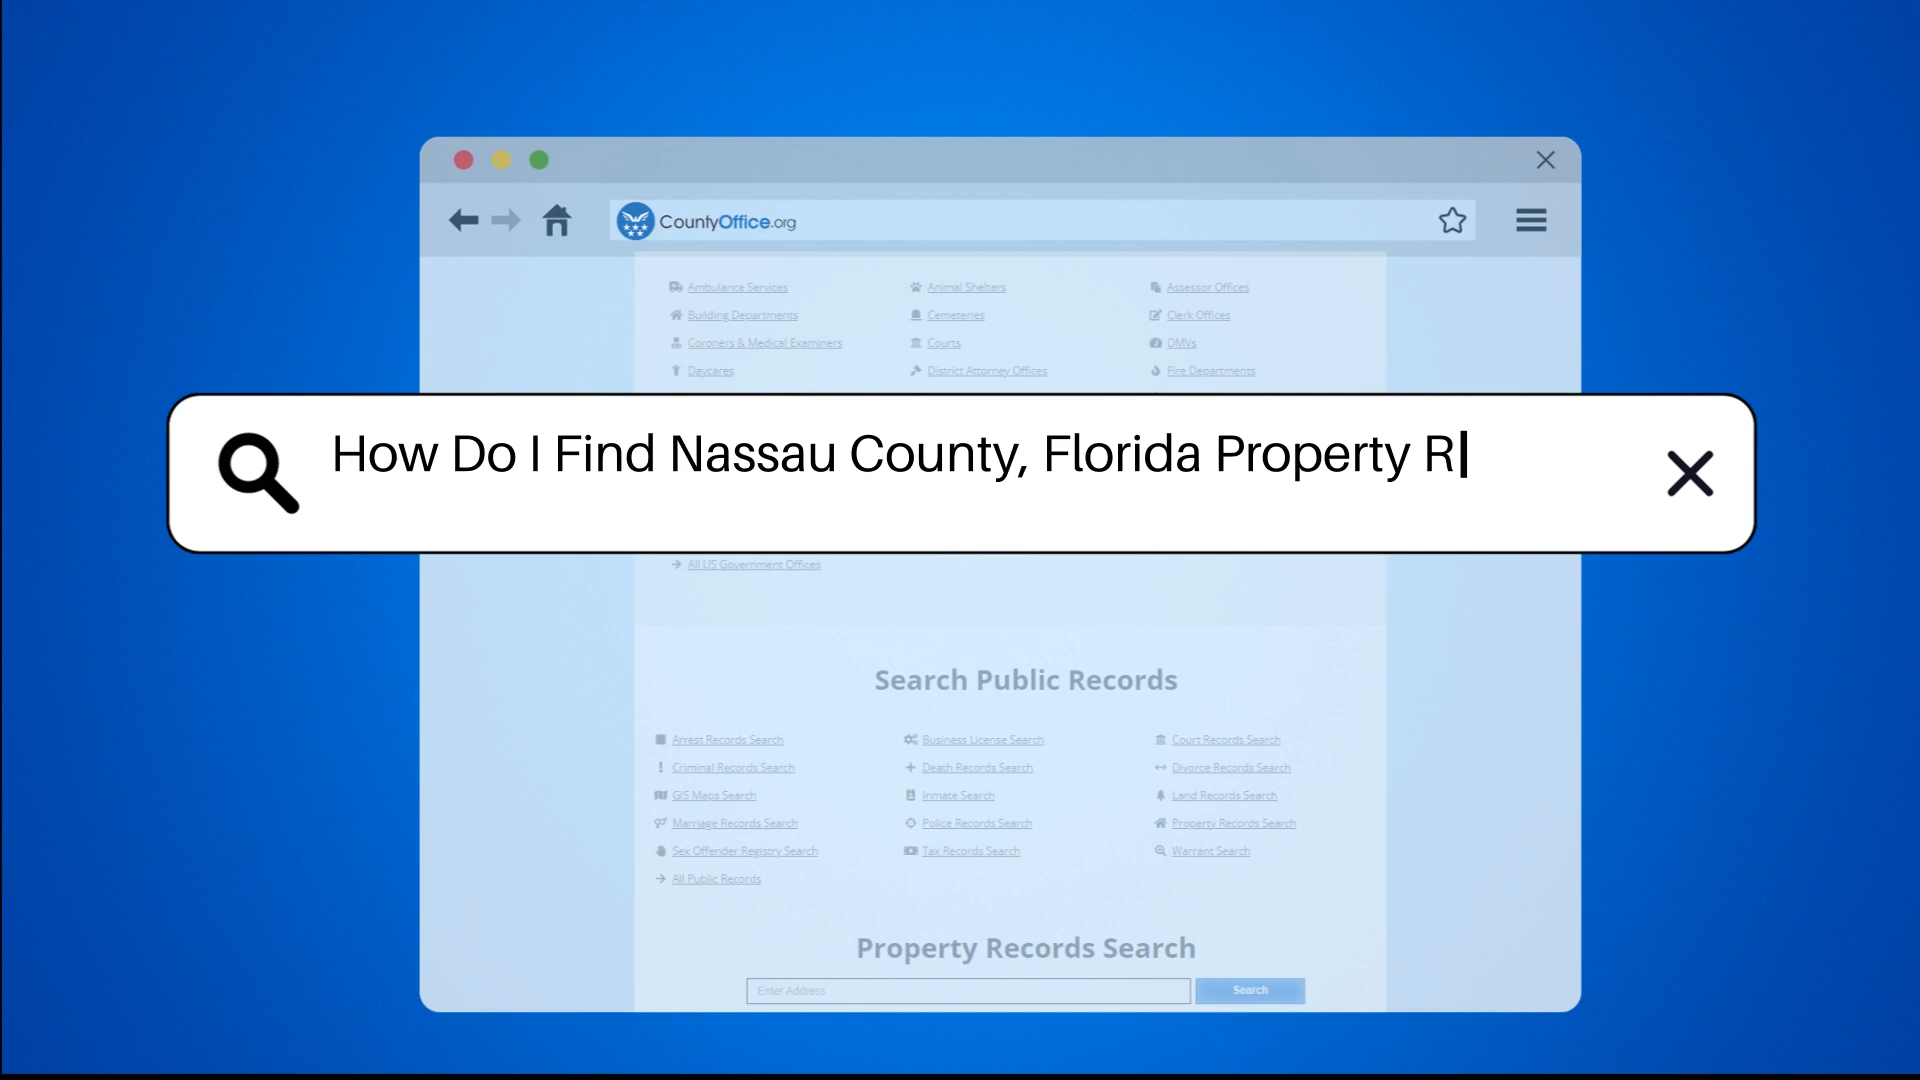 CountyOffice.org
Ambulance Services Animal Shelters Assessor Offices
Building Departments Cemeteries Clerk Offices
Coroners & Medical Examiners Courts DMVs
Daycares District Attorney Offices Fire Departments
How Do I Find Nassau County, Florida Property R
All US Government Offices
Search Public Records
Arrest Records Search Business License Search Court Records Search
Criminal Records Search Death Records Search Divorce Records Search
GIS Maps Search Inmate Search Land Records Search
Marriage Records Search Police Records Search Property Records Search
Sex Offender Registry Search Tax Records Search Warrant Search
All Public Records
Property Records Search
Enter Address Search